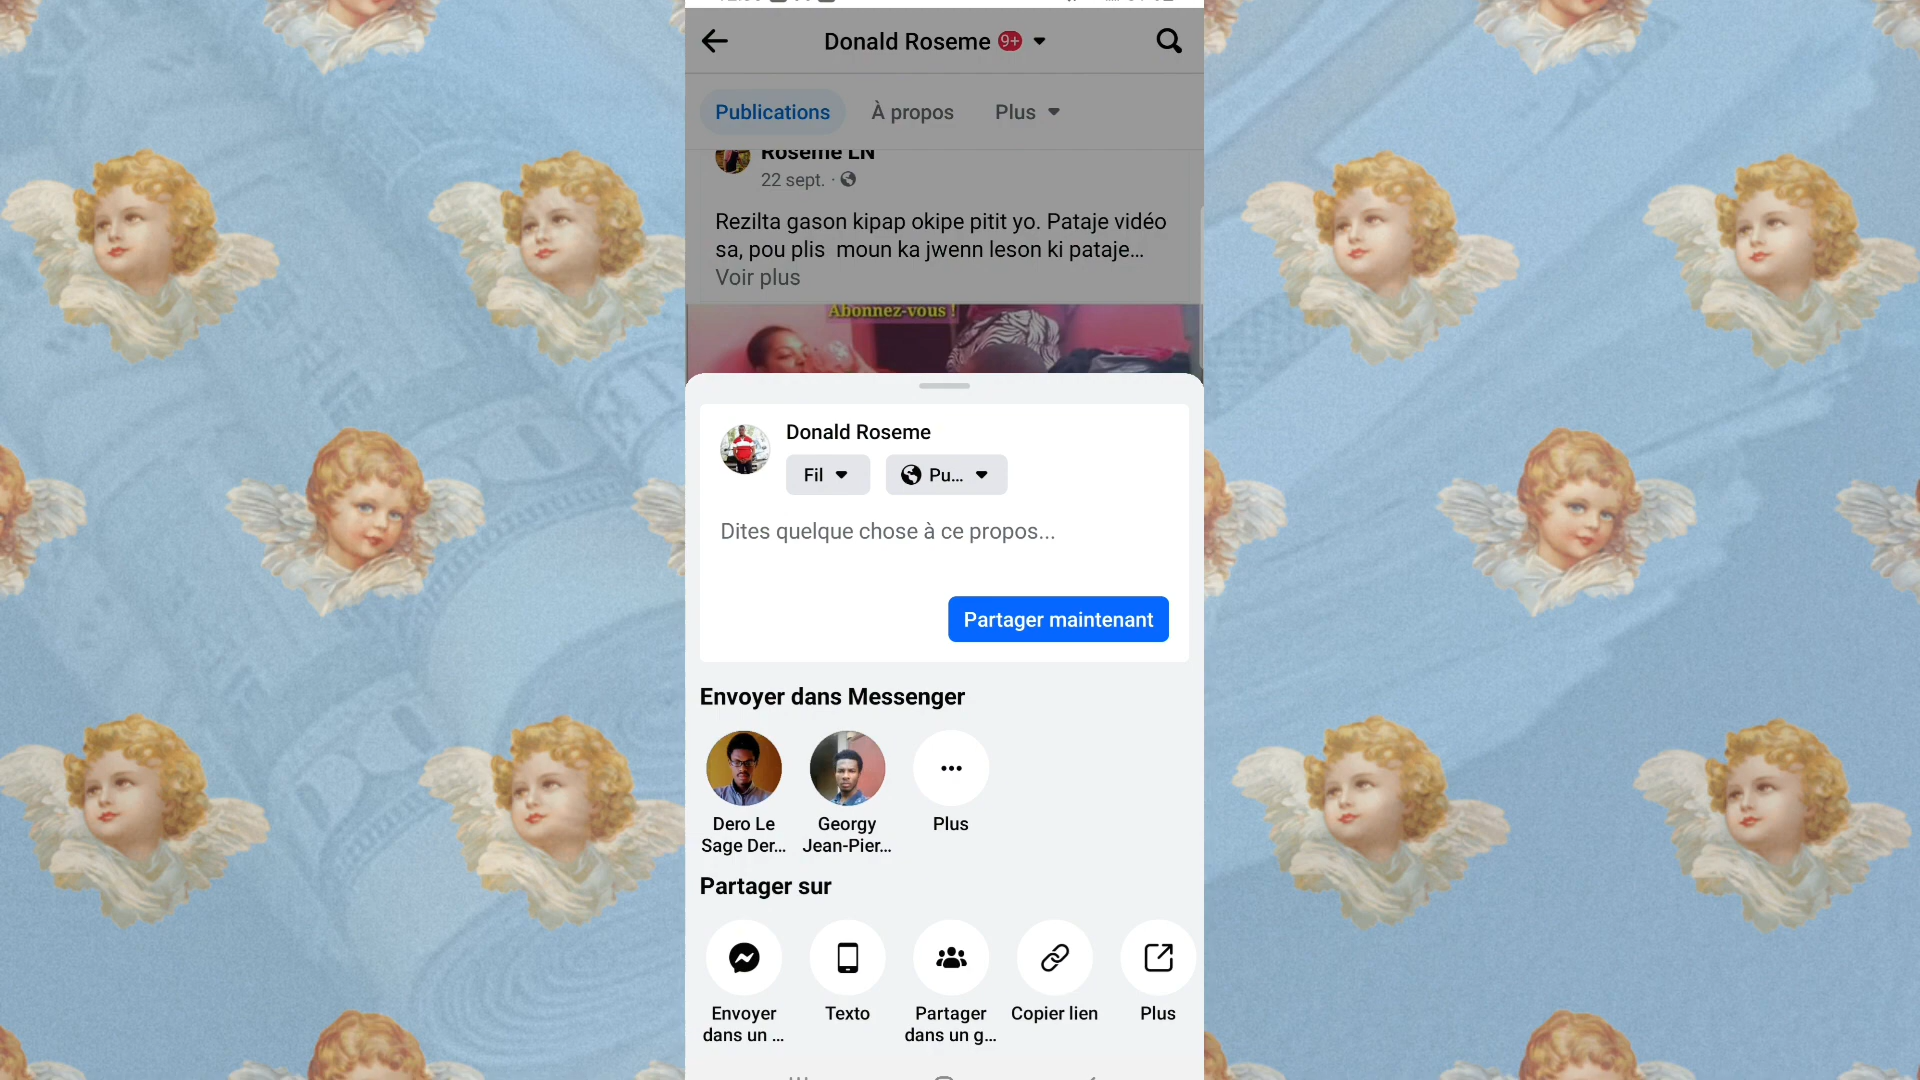 Donald Roseme 9+
Publications À propos Plus
Roseme LN
22 sept. ·
Rezilta gason kipap okipe pitit yo. Pataje vidéo
sa, pou plis moun ka jwenn leson ki pataje...
Voir plus
Abonnez-vous !
Donald Roseme
Fil Pu...
Dites quelque chose à ce propos...
Partager maintenant
Envoyer dans Messenger
Dero Le
Sage Der...
Georgy
Jean-Pier...
Plus
Partager sur
Envoyer
dans un ...
Texto
Partager
dans un g...
Copier lien
Plus